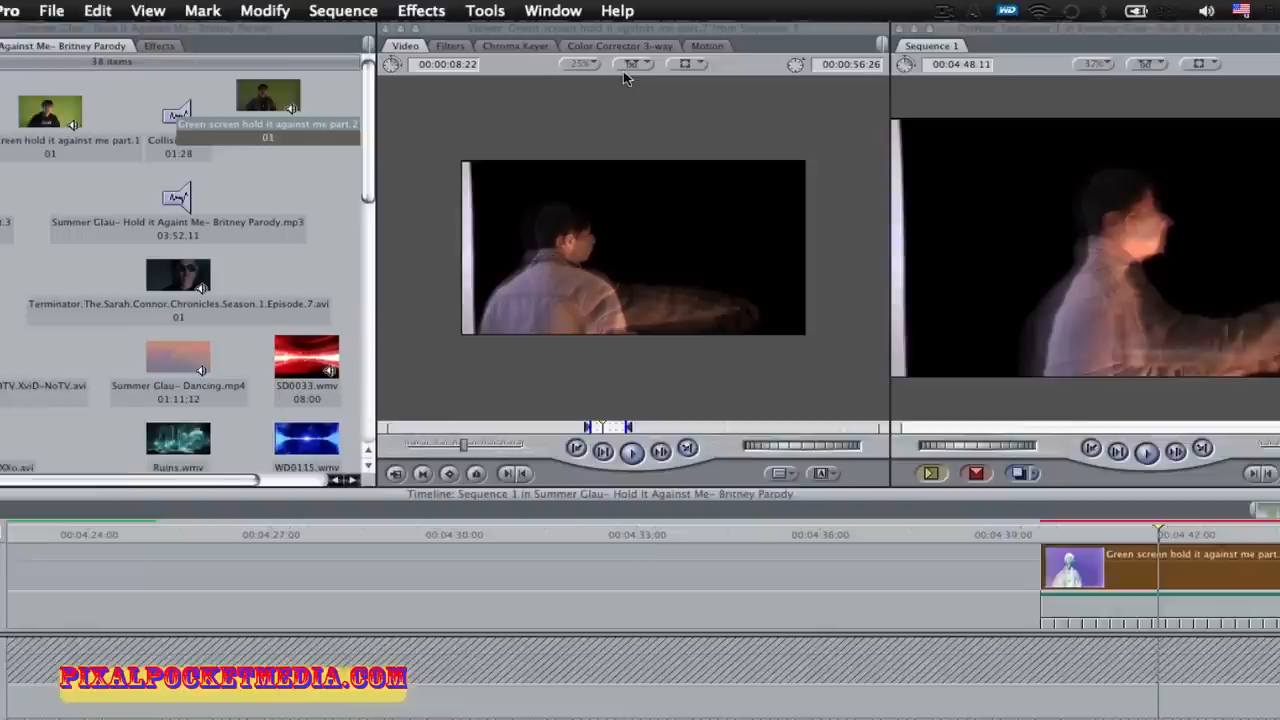 Pro File Edit View Mark Modify Sequence Effects Tools Window Help
Against Me- Britney Parody Effects
38 items
Video Filters Chroma Keyer Color Corrector 3-way Motion
Sequence 1
00:00:08:22 25% 00:00:56:26
00:04:48.11 37%
Green screen hold it against me part.2
01
reen hold it against me part.1
01
01:28
Summer Glau- Hold it Againt Me- Britney Parody.mp3
03:52.11
Terminator.The.Sarah.Connor.Chronicles.Season.1.Episode.7.avi
01
TV.XviD-NoTV.avi
Summer Glau- Dancing.mp4
01:11;12
SD0033.wmv
08:00
XXo.avi
Ruins.wmv
WD0115.wmv
Timeline: Sequence 1 in Summer Glau- Hold It Against Me- Britney Parody
00:04:24:00 00:04:27:00 00:04:30:00 00:04:33:00 00:04:36:00 00:04:39:00 00:04:42:00
Green screen hold it against me part.
PIXALPOCKETMEDIA.COM